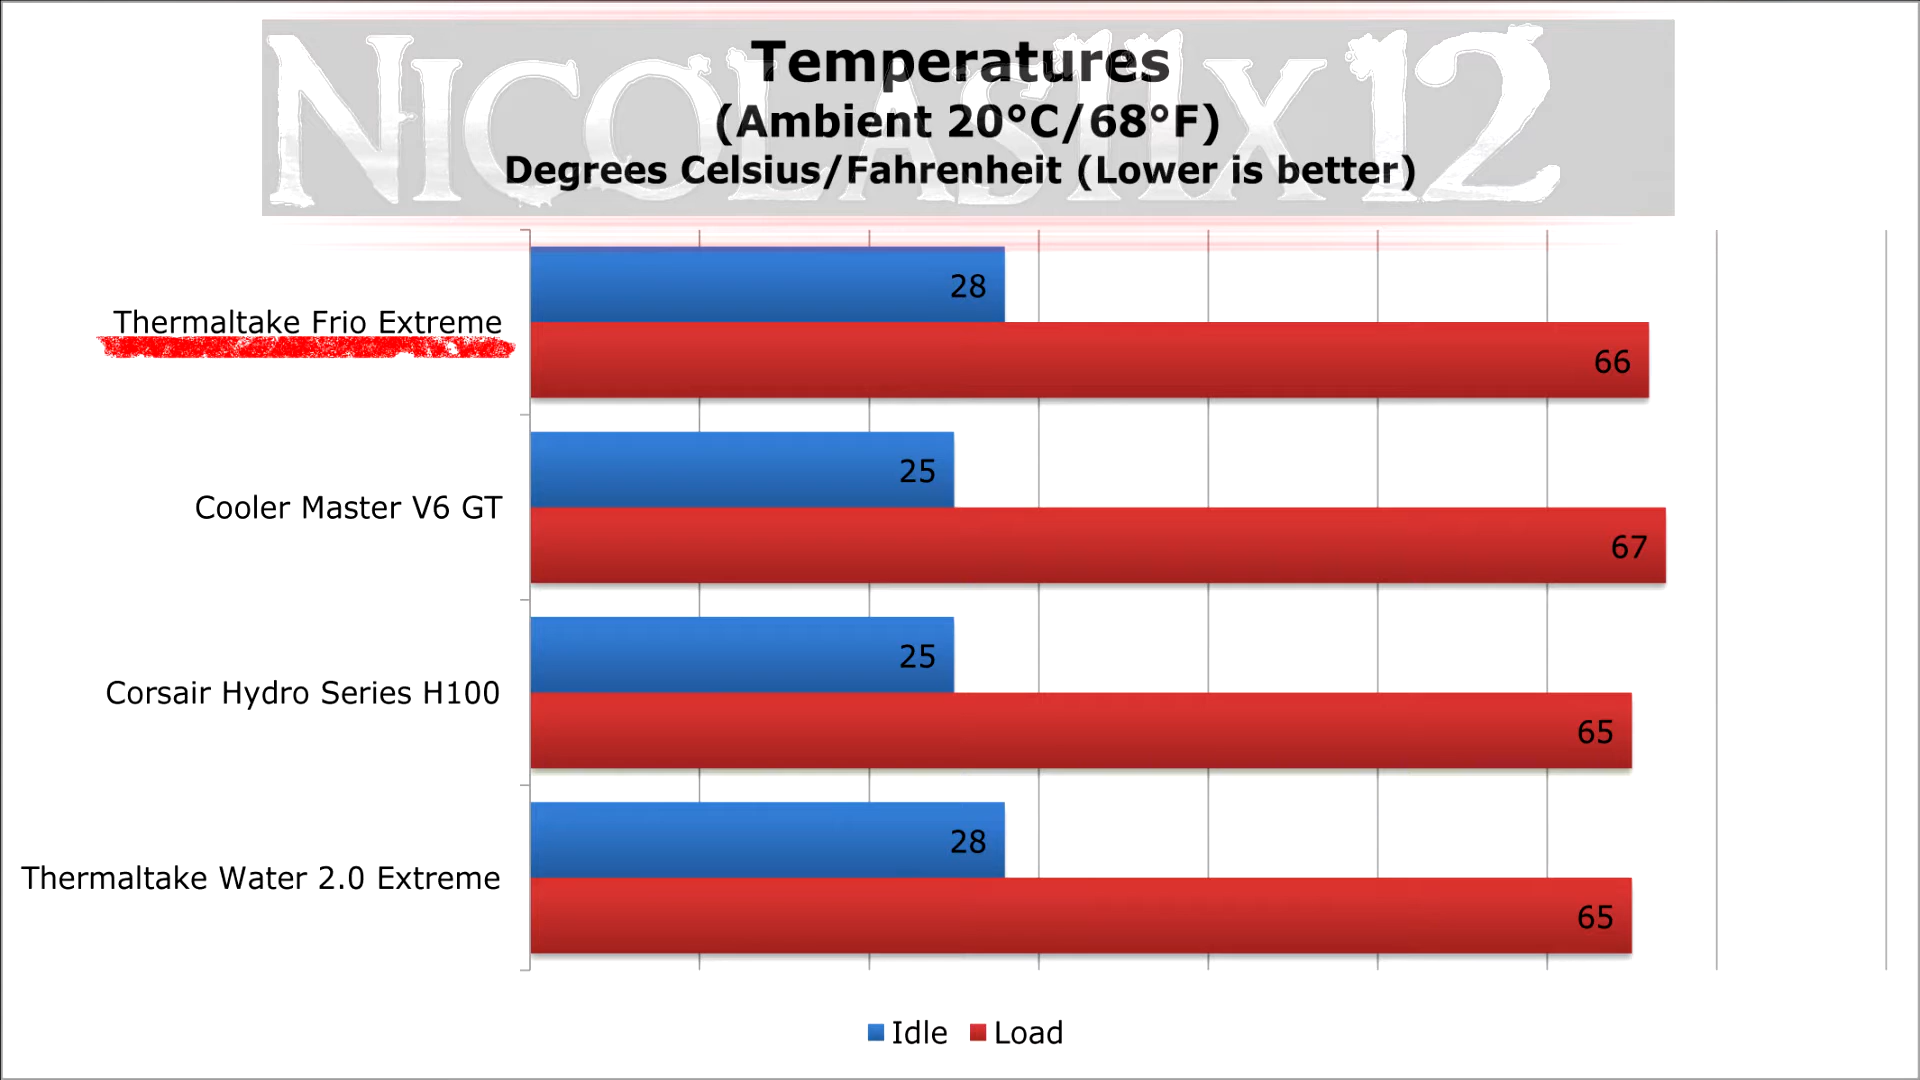 Nicolas11x12
Temperatures
(Ambient 20°C/68°F)
Degrees Celsius/Fahrenheit (Lower is better)
Thermaltake Frio Extreme
28
66
Cooler Master V6 GT
25
67
Corsair Hydro Series H100
25
65
Thermaltake Water 2.0 Extreme
28
65
Idle
Load